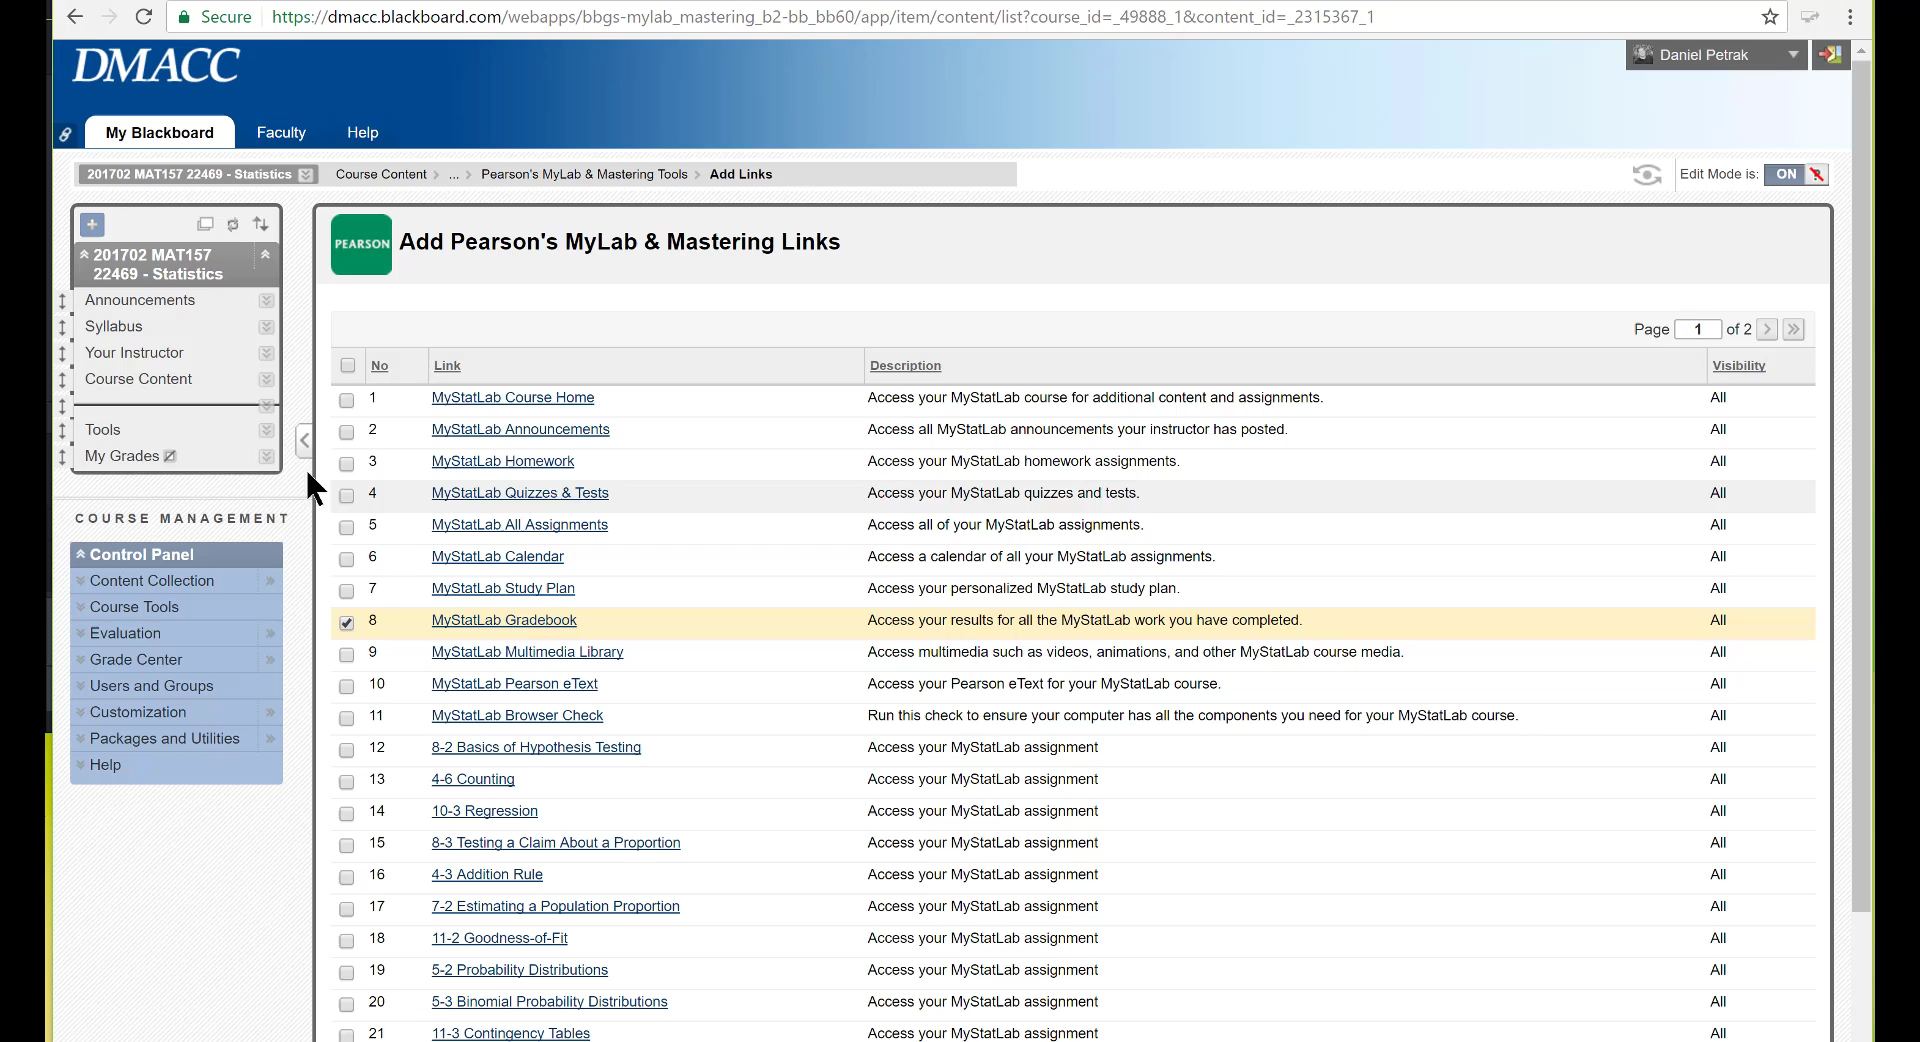 Secure https://dmacc.blackboard.com/webapps/bbgs-mylab_mastering_b2-bb_bb60/app/item/content/list?course_id=_49888_1&content_id=_2315367_1
DMACC
Daniel Petrak
My Blackboard Faculty Help
201702 MAT157 22469 - Statistics Course Content ... Pearson's MyLab & Mastering Tools Add Links
Edit Mode is: ON
201702 MAT157
22469 - Statistics
Announcements
Syllabus
Your Instructor
Course Content
Tools
My Grades
COURSE MANAGEMENT
Control Panel
Content Collection
Course Tools
Evaluation
Grade Center
Users and Groups
Customization
Packages and Utilities
Help
PEARSON
Add Pearson's MyLab & Mastering Links
Page 1 of 2
No Link Description Visibility
1 MyStatLab Course Home Access your MyStatLab course for additional content and assignments. All
2 MyStatLab Announcements Access all MyStatLab announcements your instructor has posted. All
3 MyStatLab Homework Access your MyStatLab homework assignments. All
4 MyStatLab Quizzes & Tests Access your MyStatLab quizzes and tests. All
5 MyStatLab All Assignments Access all of your MyStatLab assignments. All
6 MyStatLab Calendar Access a calendar of all your MyStatLab assignments. All
7 MyStatLab Study Plan Access your personalized MyStatLab study plan. All
8 MyStatLab Gradebook Access your results for all the MyStatLab work you have completed. All
9 MyStatLab Multimedia Library Access multimedia such as videos, animations, and other MyStatLab course media. All
10 MyStatLab Pearson eText Access your Pearson eText for your MyStatLab course. All
11 MyStatLab Browser Check Run this check to ensure your computer has all the components you need for your MyStatLab course. All
12 8-2 Basics of Hypothesis Testing Access your MyStatLab assignment All
13 4-6 Counting Access your MyStatLab assignment All
14 10-3 Regression Access your MyStatLab assignment All
15 8-3 Testing a Claim About a Proportion Access your MyStatLab assignment All
16 4-3 Addition Rule Access your MyStatLab assignment All
17 7-2 Estimating a Population Proportion Access your MyStatLab assignment All
18 11-2 Goodness-of-Fit Access your MyStatLab assignment All
19 5-2 Probability Distributions Access your MyStatLab assignment All
20 5-3 Binomial Probability Distributions Access your MyStatLab assignment All
21 11-3 Contingency Tables Access your MyStatLab assignment All